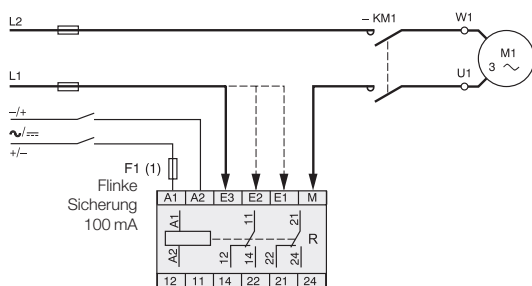 L2
– KM1
W1
M1
3 ∼
U1
L1
–/+
∼/⎓
+/–
F1 (1)
Flinke
Sicherung
100 mA
A1 A2 E3 E2 E1 M
A1 11 21
R
A2 12 14 22 24
12 11 14 22 21 24